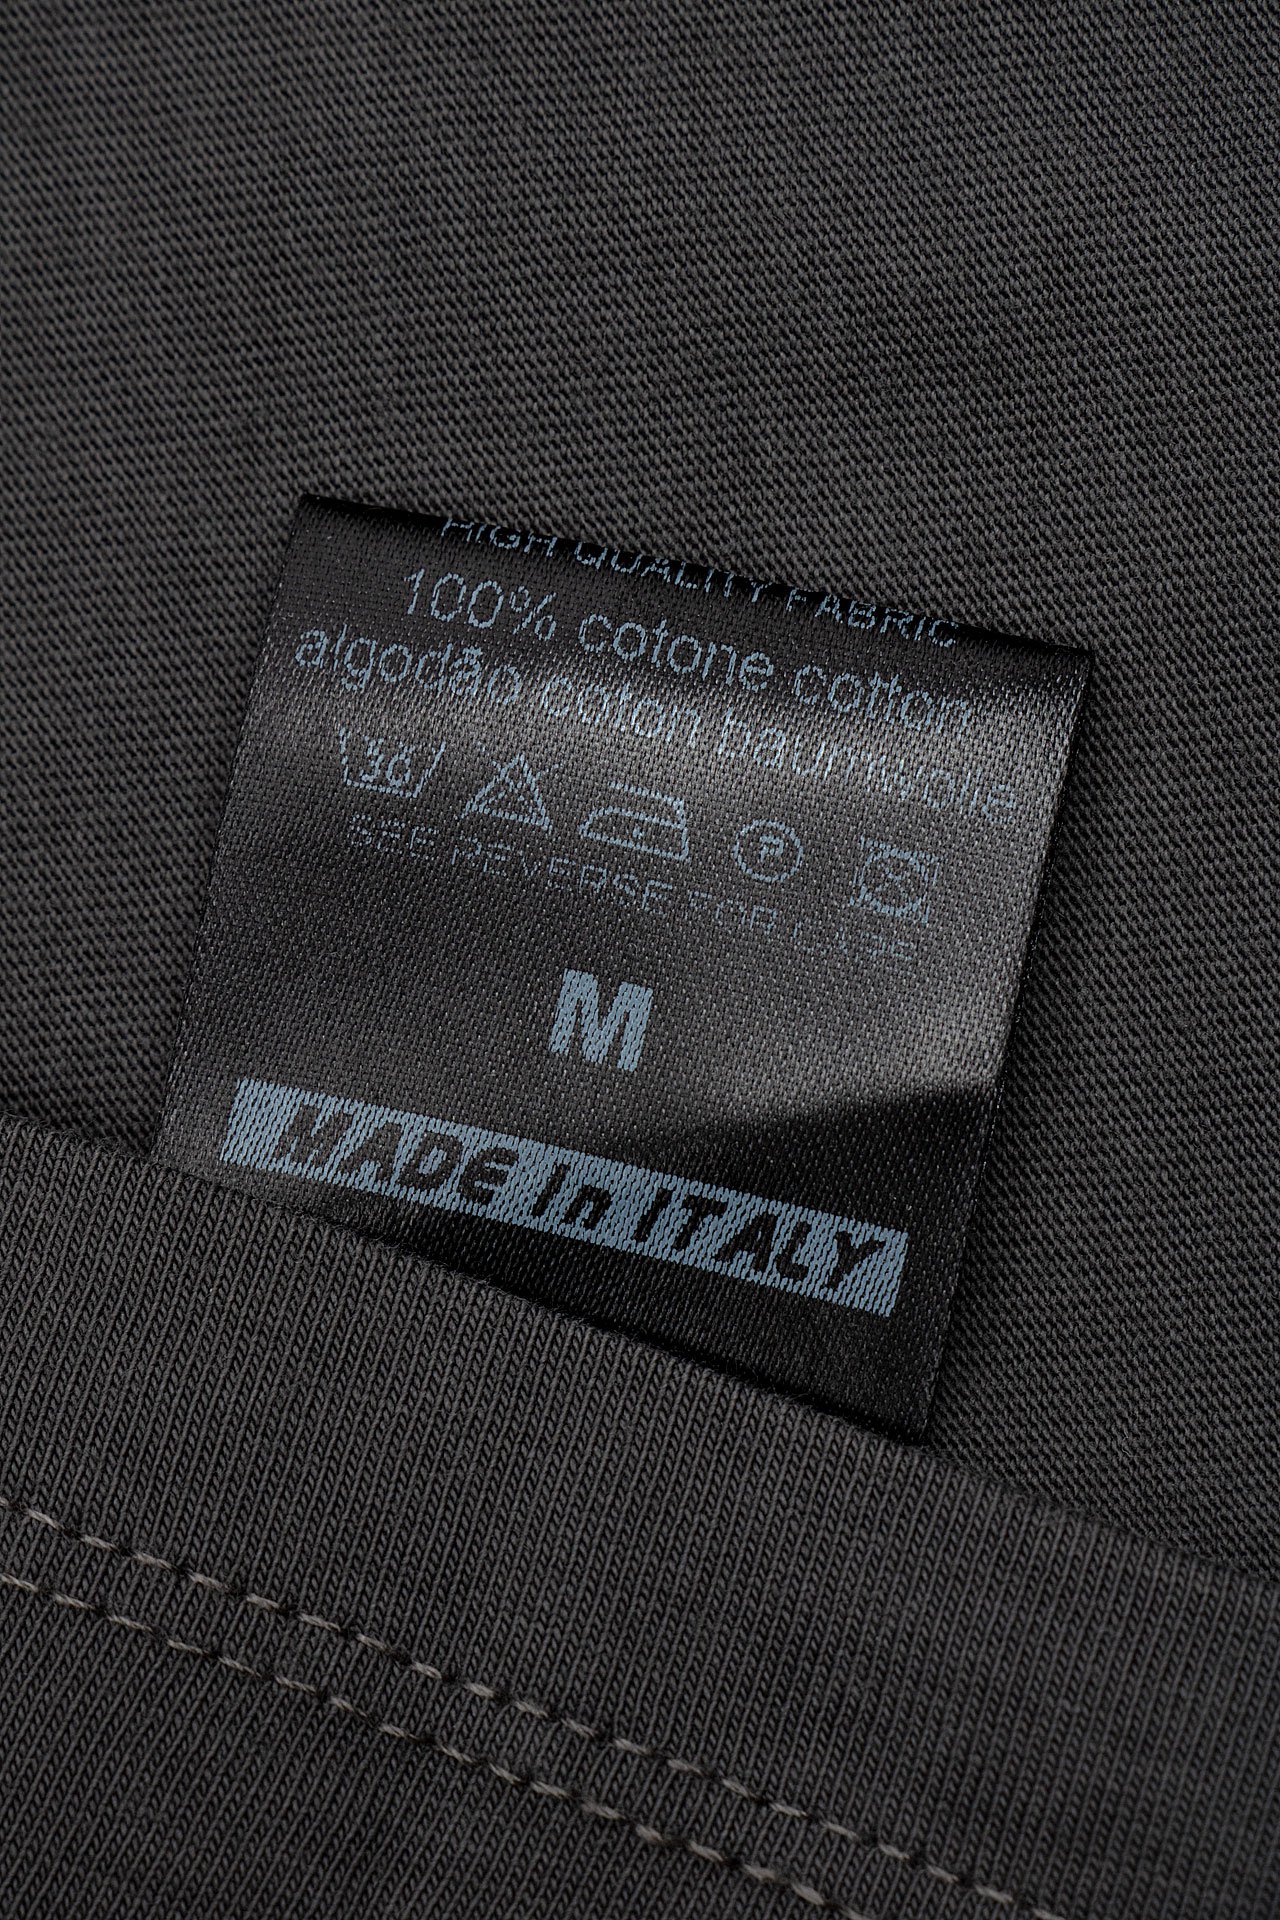 HIGH QUALITY FABRIC
100% cotone cotton
algodão coton baumwolle
30
P
SEE REVERSE FOR CARE
M
MADE In ITALY